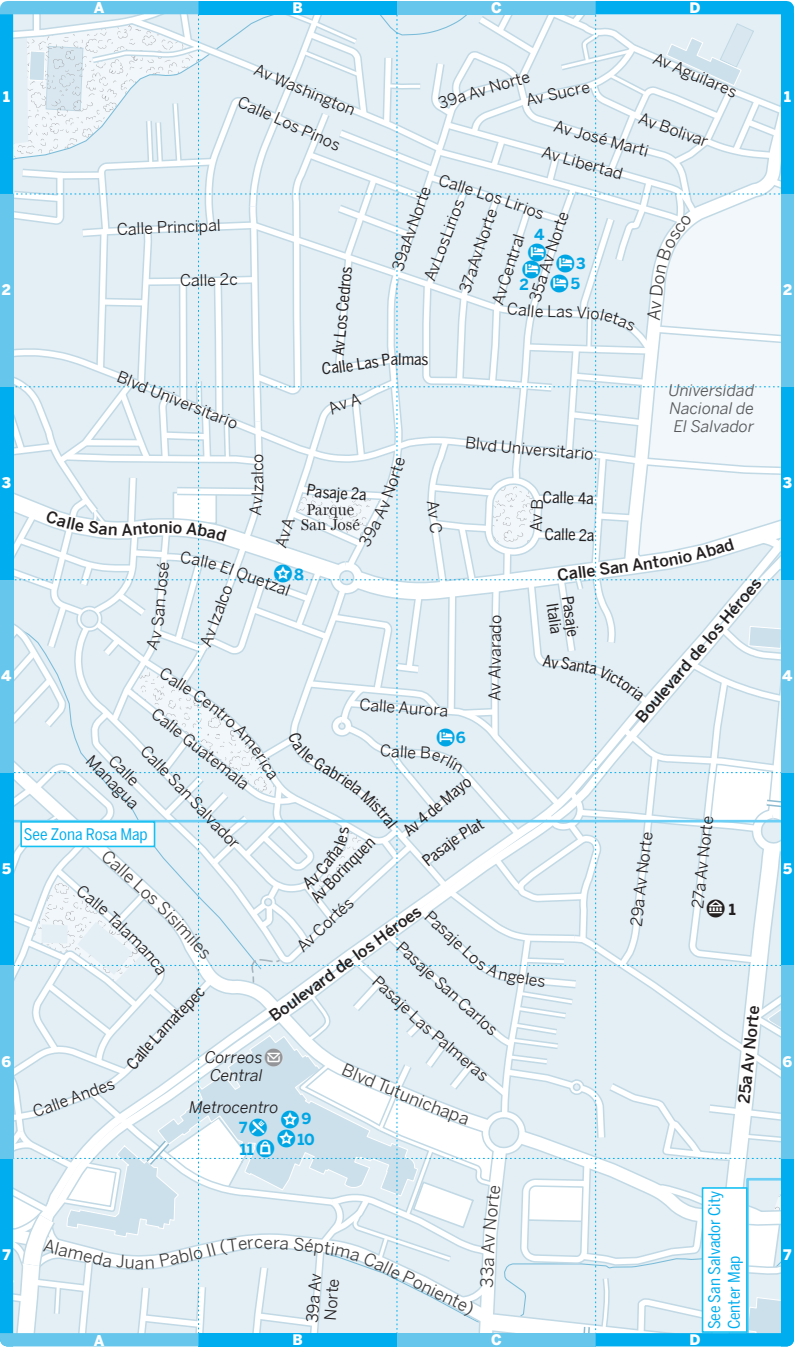 A
B
C
D
1
1
Av Washington
39a Av Norte
Av Sucre
Av Aguilares
Calle Los Pinos
Av José Marti
Av Bolivar
Av Libertad
Calle Los Lirios
Calle Principal
39aAv Norte
Av Los Lirios
37a Av Norte
Av Central
35a Av Norte
4
3
2
5
Av Don Bosco
2
2
Calle 2c
Av Los Cedros
Calle Las Violetas
Calle Las Palmas
Blvd Universitario
Av A
Universidad
Nacional de
El Salvador
Blvd Universitario
3
3
Av Izalco
Pasaje 2a
Parque
San José
Av A
39a Av Norte
Av C
Av B
Calle 4a
Calle 2a
Calle San Antonio Abad
Calle San Antonio Abad
Calle El Quetzal
8
Av San José
Av Izalco
Pasaje
Italia
Av Alvarado
Av Santa Victoria
Boulevard de los Héroes
4
4
Calle Centro America
Calle Aurora
6
Calle Berlín
Calle Guatemala
Calle San Salvador
Calle
Managua
Calle Gabriela Mistral
Av 4 de Mayo
Pasaje Plat
See Zona Rosa Map
5
5
Av Cañales
Av Borinquen
Av Cortés
29a Av Norte
27a Av Norte
1
Calle Los Sisimiles
Calle Talamanca
Boulevard de los Héroes
Pasaje Los Angeles
Pasaje San Carlos
Pasaje Las Palmeras
Calle Lamatepec
25a Av Norte
6
6
Correos
Central
Calle Andes
Metrocentro
Blvd Tutunichapa
7
9
10
11
33a Av Norte
See San Salvador City
Center Map
7
7
Alameda Juan Pablo II (Tercera Séptima Calle Poniente)
39a Av
Norte
A
B
C
D